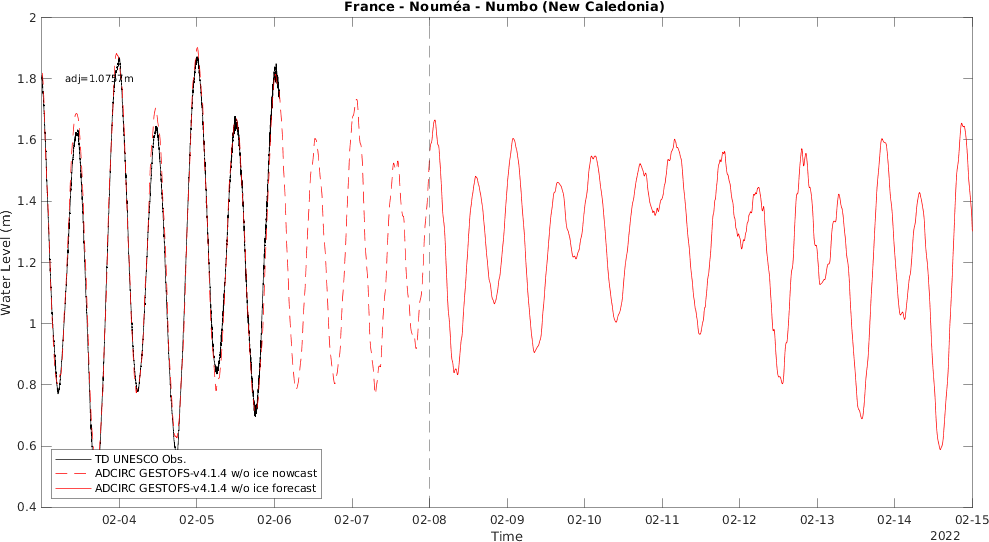 France - Nouméa - Numbo (New Caledonia)
2
1.8
1.6
1.4
1.2
1
0.8
0.6
0.4
Water Level (m)
adj=1.0757m
TD UNESCO Obs.
ADCIRC GESTOFS-v4.1.4 w/o ice nowcast
ADCIRC GESTOFS-v4.1.4 w/o ice forecast
02-04 02-05 02-06 02-07 02-08 02-09 02-10 02-11 02-12 02-13 02-14 02-15
Time
2022